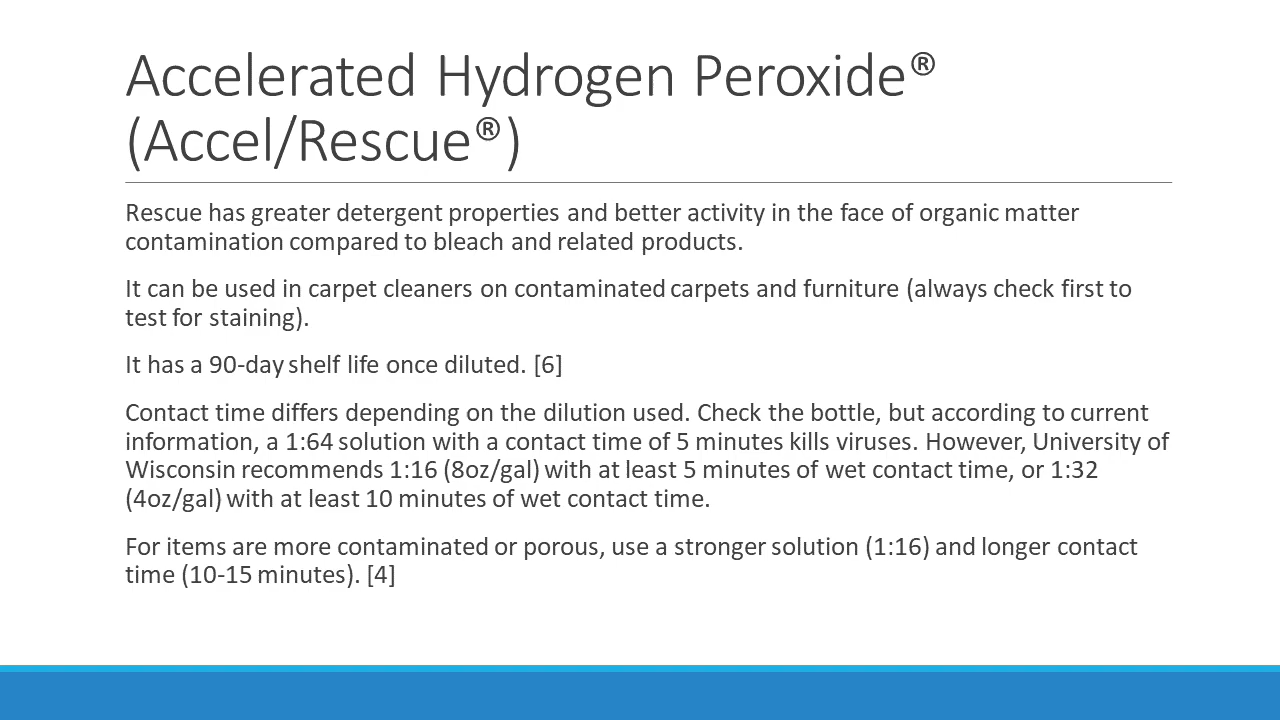 Accelerated Hydrogen Peroxide®
(Accel/Rescue®)
Rescue has greater detergent properties and better activity in the face of organic matter
contamination compared to bleach and related products.
It can be used in carpet cleaners on contaminated carpets and furniture (always check first to
test for staining).
It has a 90-day shelf life once diluted. [6]
Contact time differs depending on the dilution used. Check the bottle, but according to current
information, a 1:64 solution with a contact time of 5 minutes kills viruses. However, University of
Wisconsin recommends 1:16 (8oz/gal) with at least 5 minutes of wet contact time, or 1:32
(4oz/gal) with at least 10 minutes of wet contact time.
For items are more contaminated or porous, use a stronger solution (1:16) and longer contact
time (10-15 minutes). [4]